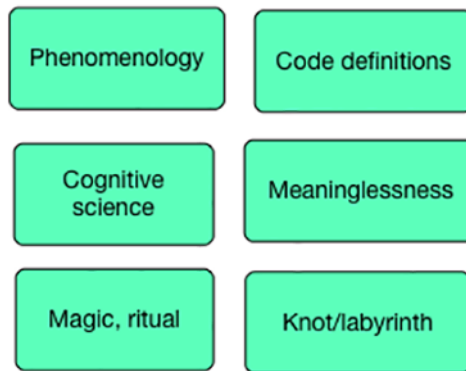 Phenomenology
Code definitions
Cognitive
science
Meaninglessness
Magic, ritual
Knot/labyrinth